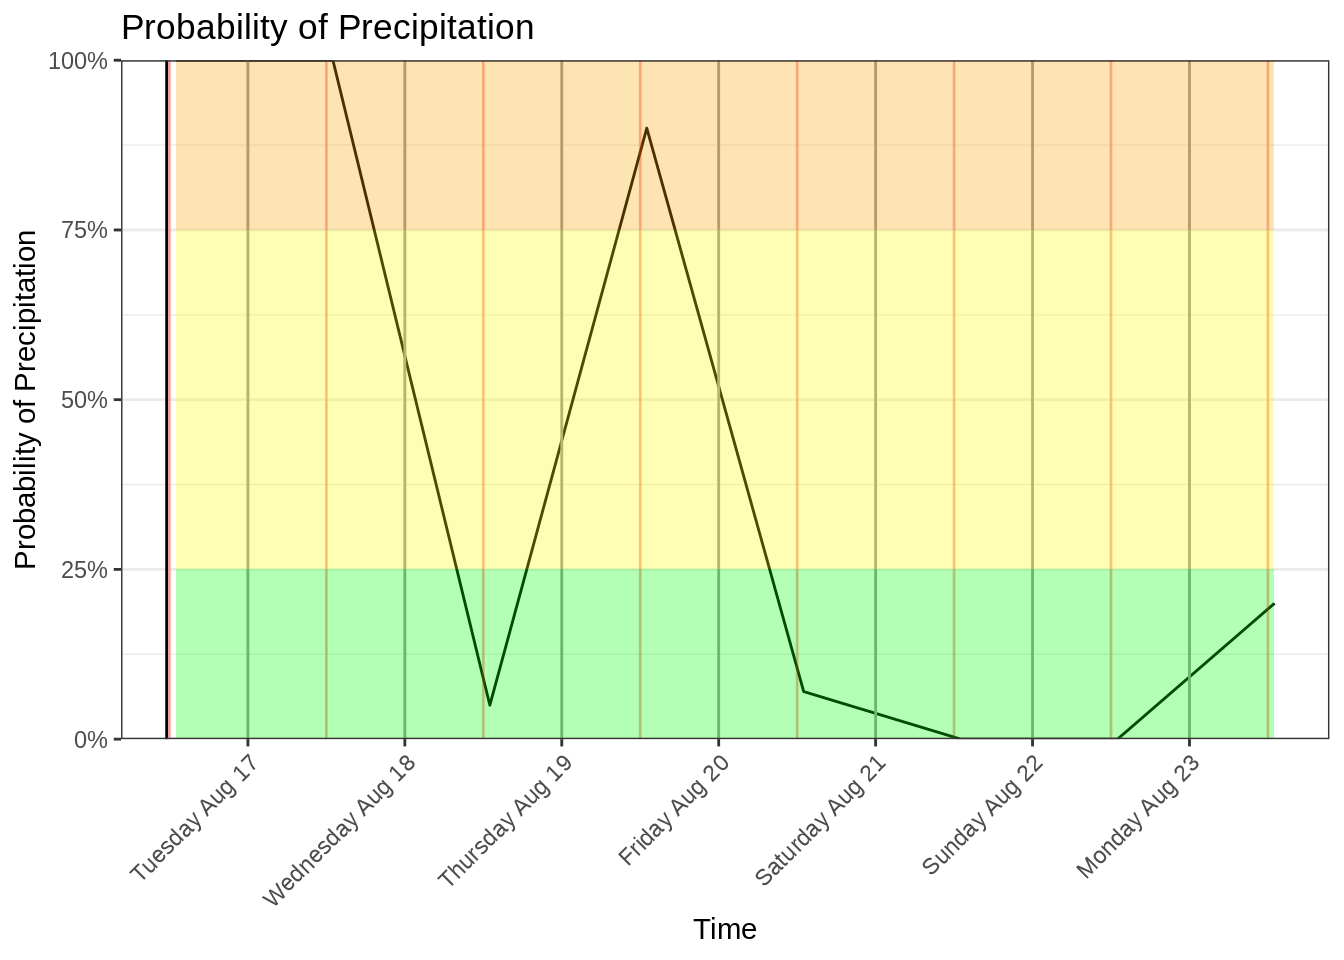 Probability of Precipitation
Probability of Precipitation
100%
75%
50%
25%
0%
Tuesday Aug 17
Wednesday Aug 18
Thursday Aug 19
Friday Aug 20
Saturday Aug 21
Sunday Aug 22
Monday Aug 23
Time